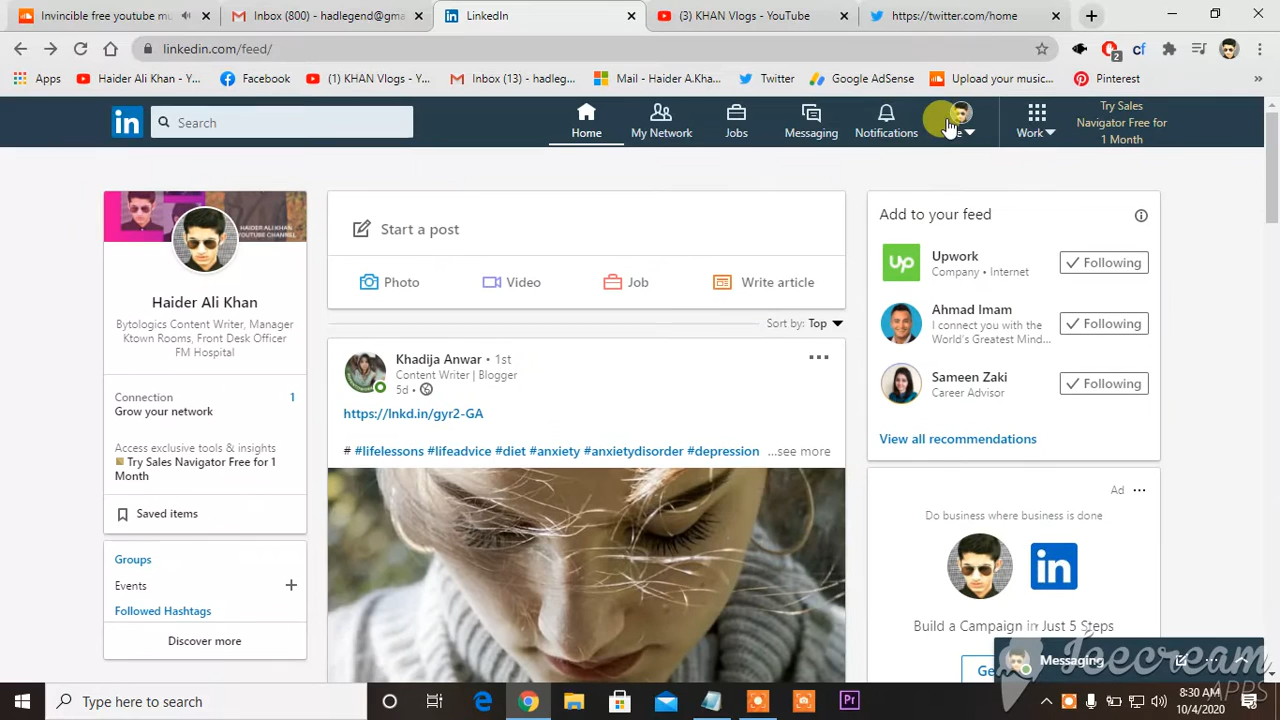 Invincible free youtube mu
Inbox (800) - hadlegend@gma
LinkedIn
(3) KHAN Vlogs - YouTube
https://twitter.com/home
linkedin.com/feed/
2
Apps
Haider Ali Khan - Y...
Facebook
(1) KHAN Vlogs - Y...
Inbox (13) - hadleg...
Mail - Haider A.Kha...
Twitter
Google AdSense
Upload your music...
Pinterest
»
in
Search
Home
My Network
Jobs
Messaging
Notifications
Work
Try Sales
Navigator Free for
1 Month
HAIDER ALI KHAN
YOUTUBE CHANNEL
Haider Ali Khan
Bytologics Content Writer, Manager
Ktown Rooms, Front Desk Officer
FM Hospital
Connection 1
Grow your network
Access exclusive tools & insights
Try Sales Navigator Free for 1
Month
Saved items
Groups
Events
Followed Hashtags
Discover more
Start a post
Photo
Video
Job
Write article
Sort by: Top
Khadija Anwar • 1st
Content Writer | Blogger
5d •
https://lnkd.in/gyr2-GA
# #lifelessons #lifeadvice #diet #anxiety #anxietydisorder #depression ...see more
Add to your feed
Up
Upwork
Company • Internet
Following
Ahmad Imam
I connect you with the
World's Greatest Mind...
Following
Sameen Zaki
Career Advisor
Following
View all recommendations
Ad
Do business where business is done
in
Build a Campaign in Just 5 Steps
Ge
Messaging
Icecream
APPS
Type here to search
Pr
8:30 AM
10/4/2020